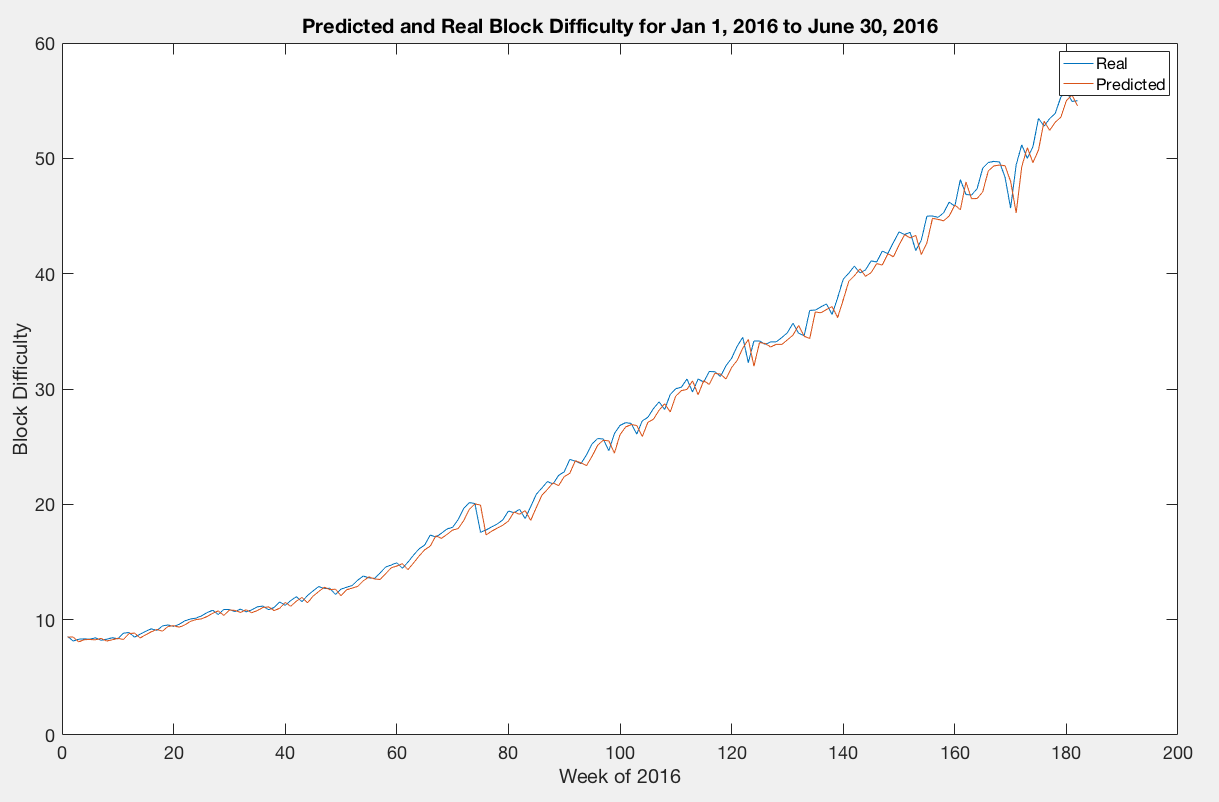 Predicted and Real Block Difficulty for Jan 1, 2016 to June 30, 2016
Real
Predicted
60
50
40
30
20
10
0
Block Difficulty
0 20 40 60 80 100 120 140 160 180 200
Week of 2016